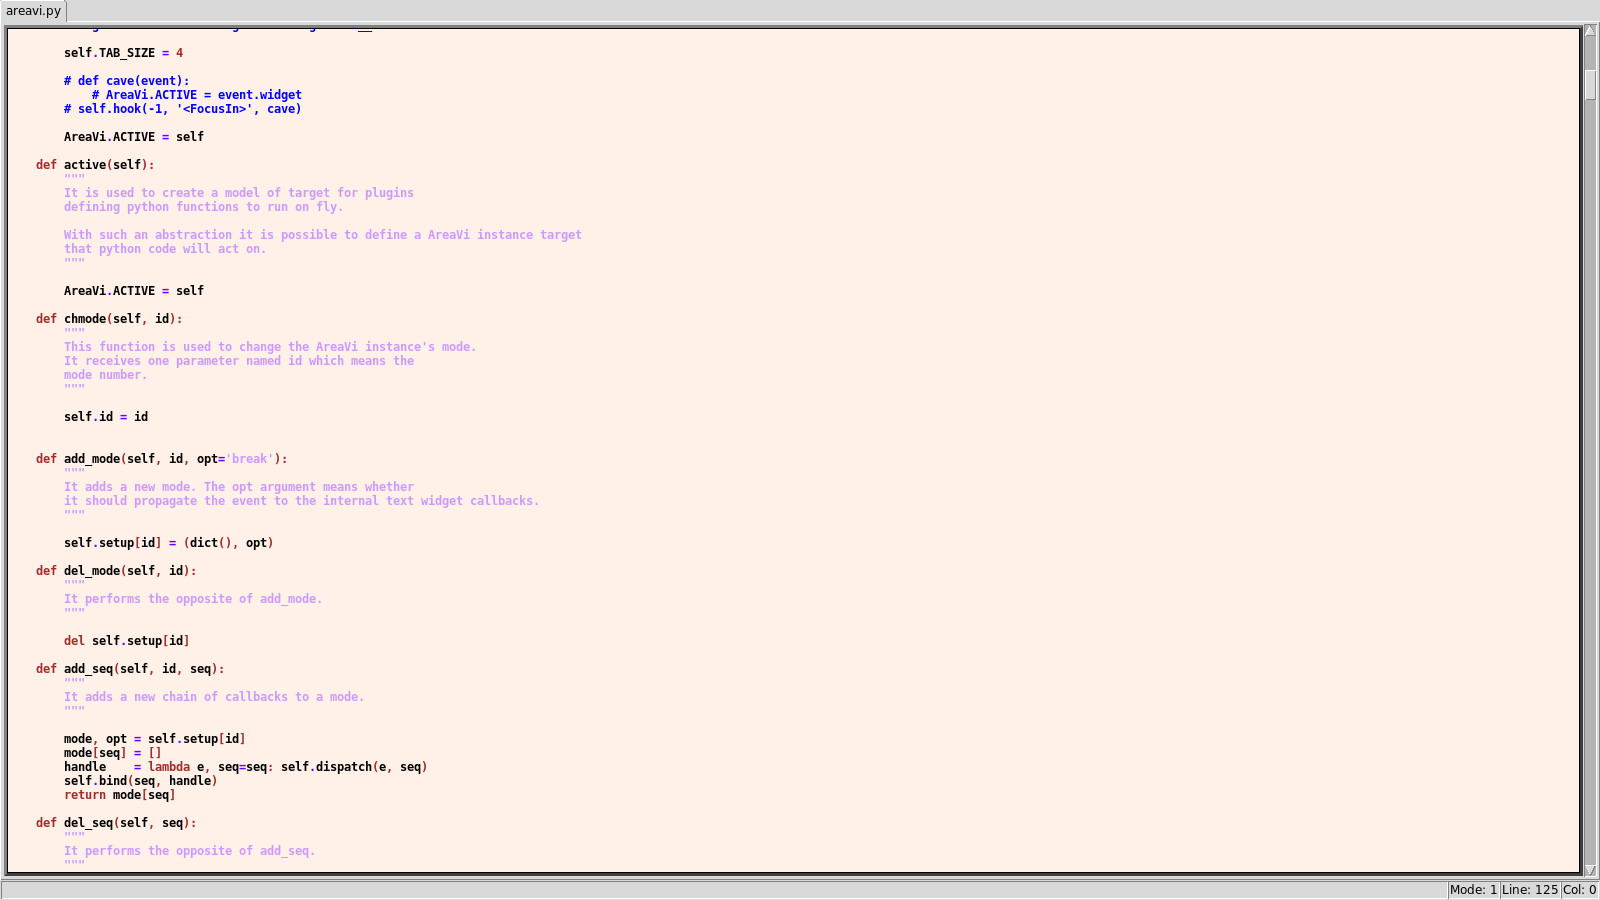 areavi.py
self.TAB_SIZE = 4
# def cave(event):
# AreaVi.ACTIVE = event.widget
# self.hook(-1, '<FocusIn>', cave)
AreaVi.ACTIVE = self
def active(self):
"""
It is used to create a model of target for plugins
defining python functions to run on fly.
With such an abstraction it is possible to define a AreaVi instance target
that python code will act on.
"""
AreaVi.ACTIVE = self
def chmode(self, id):
"""
This function is used to change the AreaVi instance's mode.
It receives one parameter named id which means the
mode number.
"""
self.id = id
def add_mode(self, id, opt='break'):
"""
It adds a new mode. The opt argument means whether
it should propagate the event to the internal text widget callbacks.
"""
self.setup[id] = (dict(), opt)
def del_mode(self, id):
"""
It performs the opposite of add_mode.
"""
del self.setup[id]
def add_seq(self, id, seq):
"""
It adds a new chain of callbacks to a mode.
"""
mode, opt = self.setup[id]
mode[seq] = []
handle    = lambda e, seq=seq: self.dispatch(e, seq)
self.bind(seq, handle)
return mode[seq]
def del_seq(self, seq):
"""
It performs the opposite of add_seq.
"""
Mode: 1 Line: 125 Col: 0